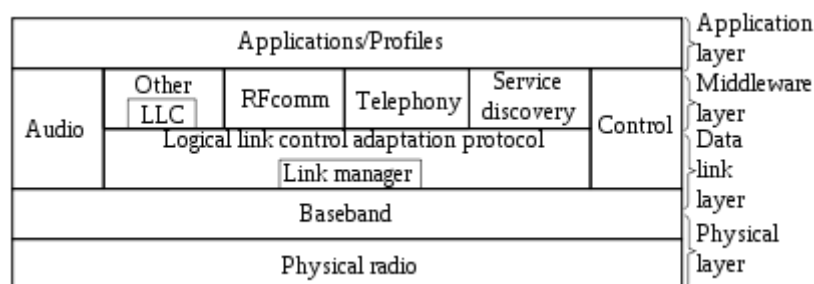 Applications/Profiles
Application
layer
Audio
Other
LLC
RFcomm
Telephony
Service
discovery
Control
Middleware
layer
Logical link control adaptation protocol
Link manager
Data
link
layer
Baseband
Physical radio
Physical
layer